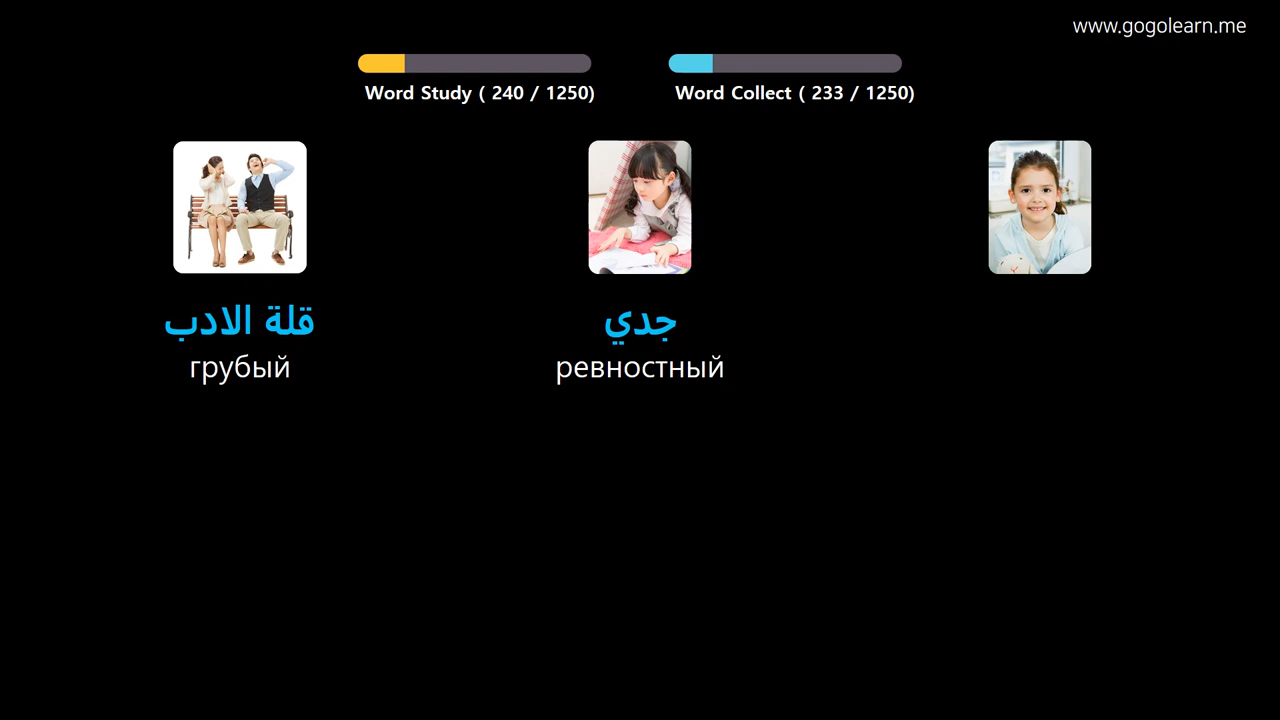 www.gogolearn.me
Word Study ( 240 / 1250)
Word Collect ( 233 / 1250)
قلة الادب
грубый
جدي
ревностный